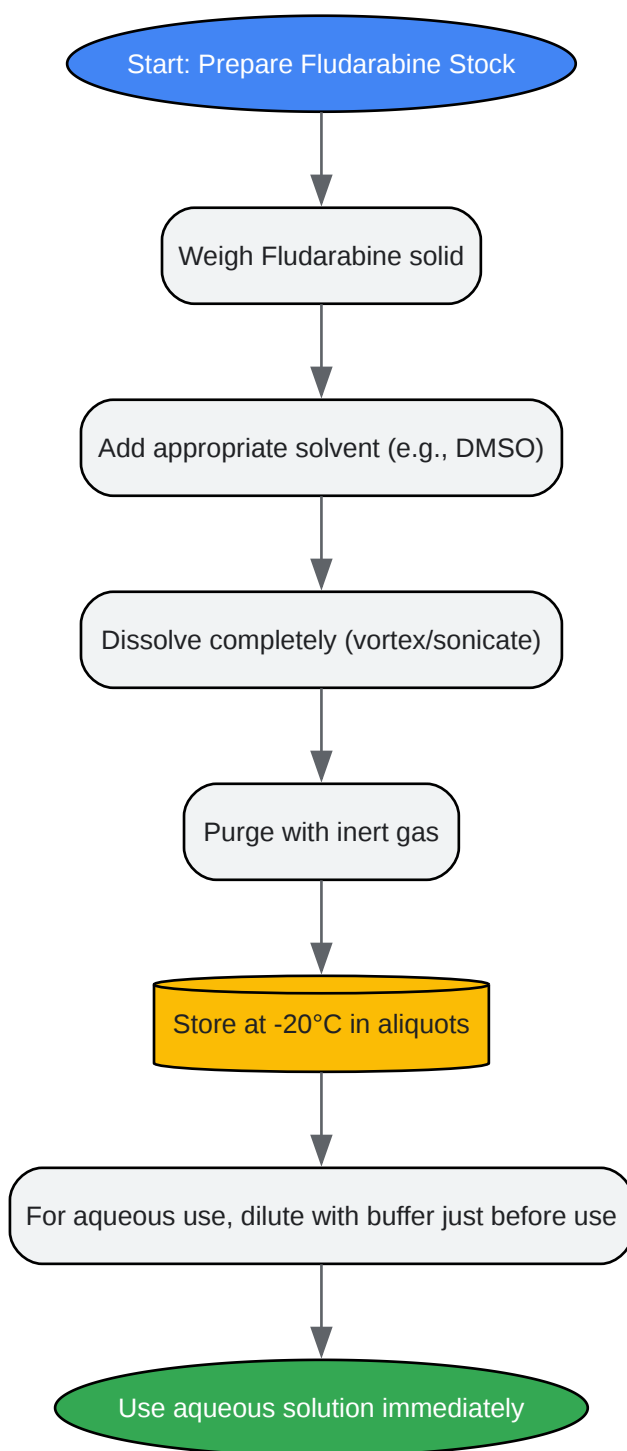 Start: Prepare Fludarabine Stock
Weigh Fludarabine solid
Add appropriate solvent (e.g., DMSO)
Dissolve completely (vortex/sonicate)
Purge with inert gas
Store at -20°C in aliquots
For aqueous use, dilute with buffer just before use
Use aqueous solution immediately